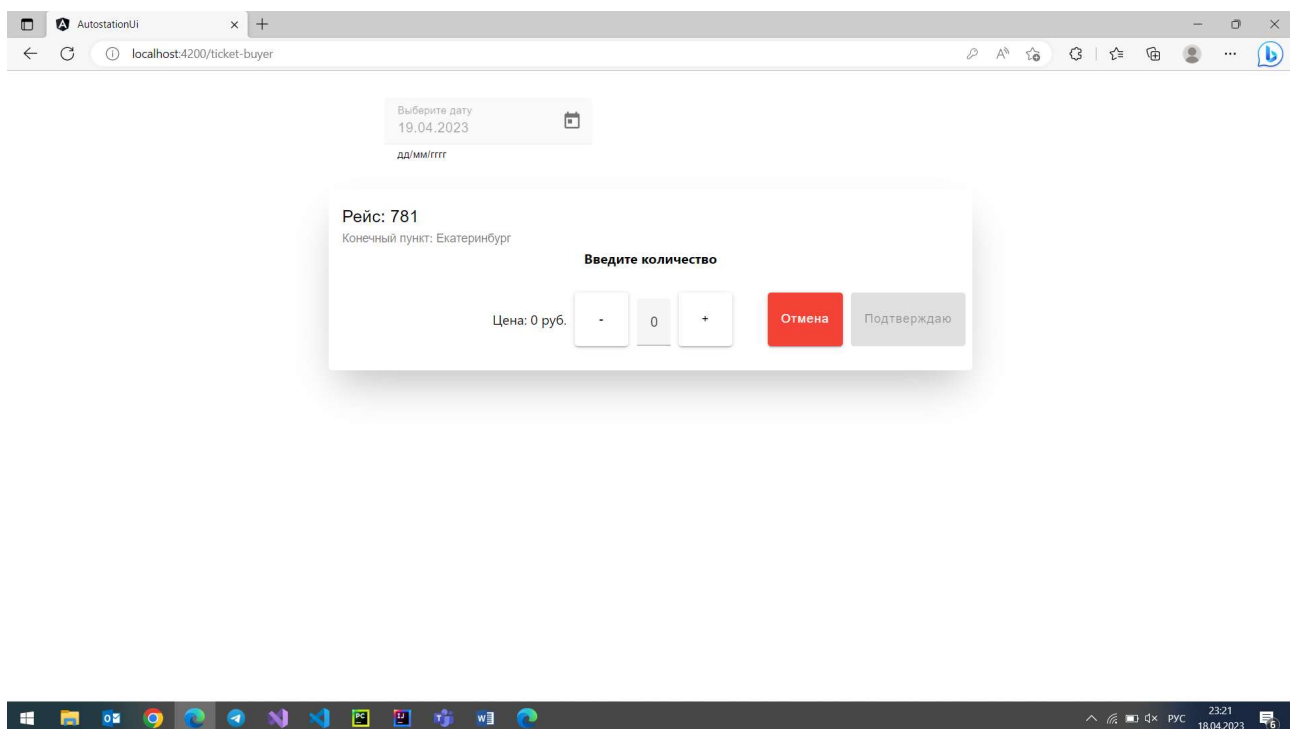 AutostationUi
localhost:4200/ticket-buyer
Выберите дату
19.04.2023
дд/мм/гггг
Рейс: 781
Конечный пункт: Екатеринбург
Введите количество
Цена: 0 руб. - 0 + Отмена Подтверждаю
23:21
РУС
18.04.2023
6